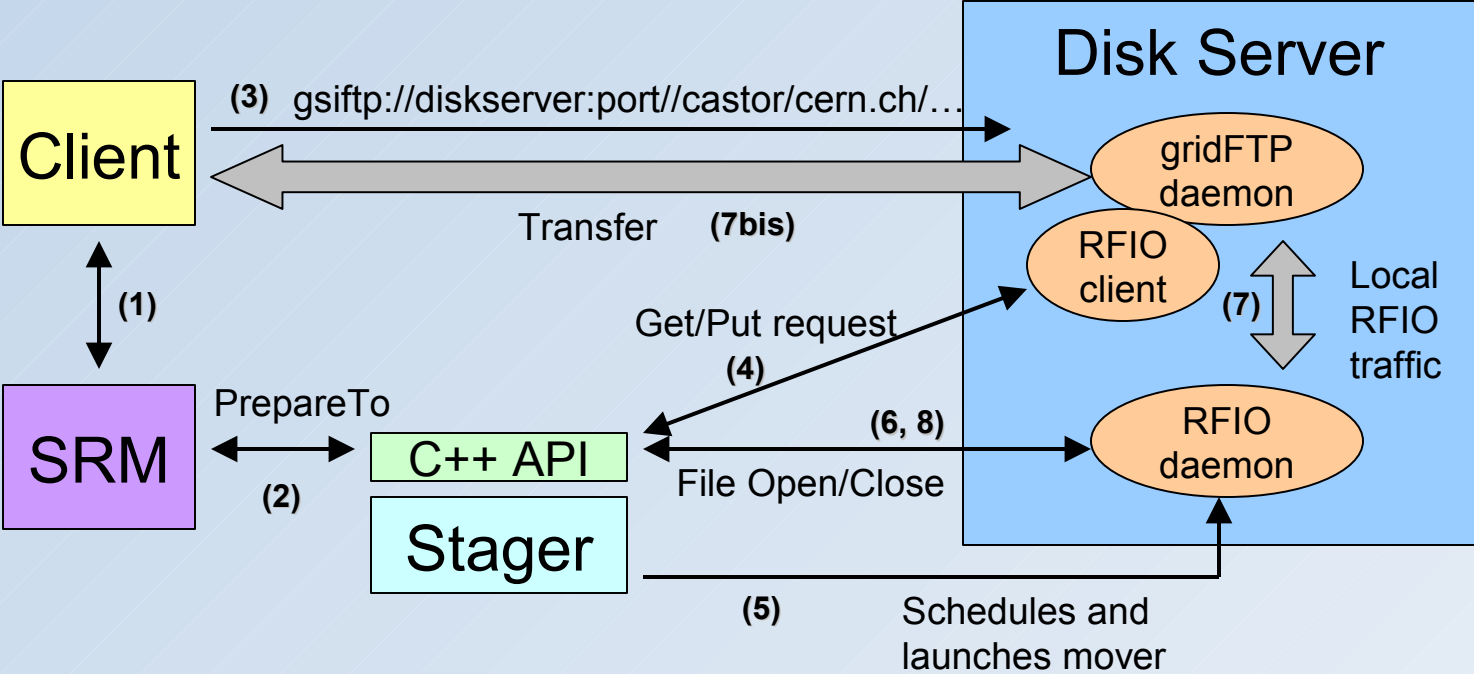 Disk Server
(3) gsiftp://diskserver:port//castor/cern.ch/…
Client
gridFTP
daemon
Transfer (7bis)
RFIO
client
(1)
(7)
Local
RFIO
traffic
Get/Put request
(4)
PrepareTo
SRM
(2)
C++ API
(6, 8)
File Open/Close
RFIO
daemon
Stager
(5)
Schedules and
launches mover